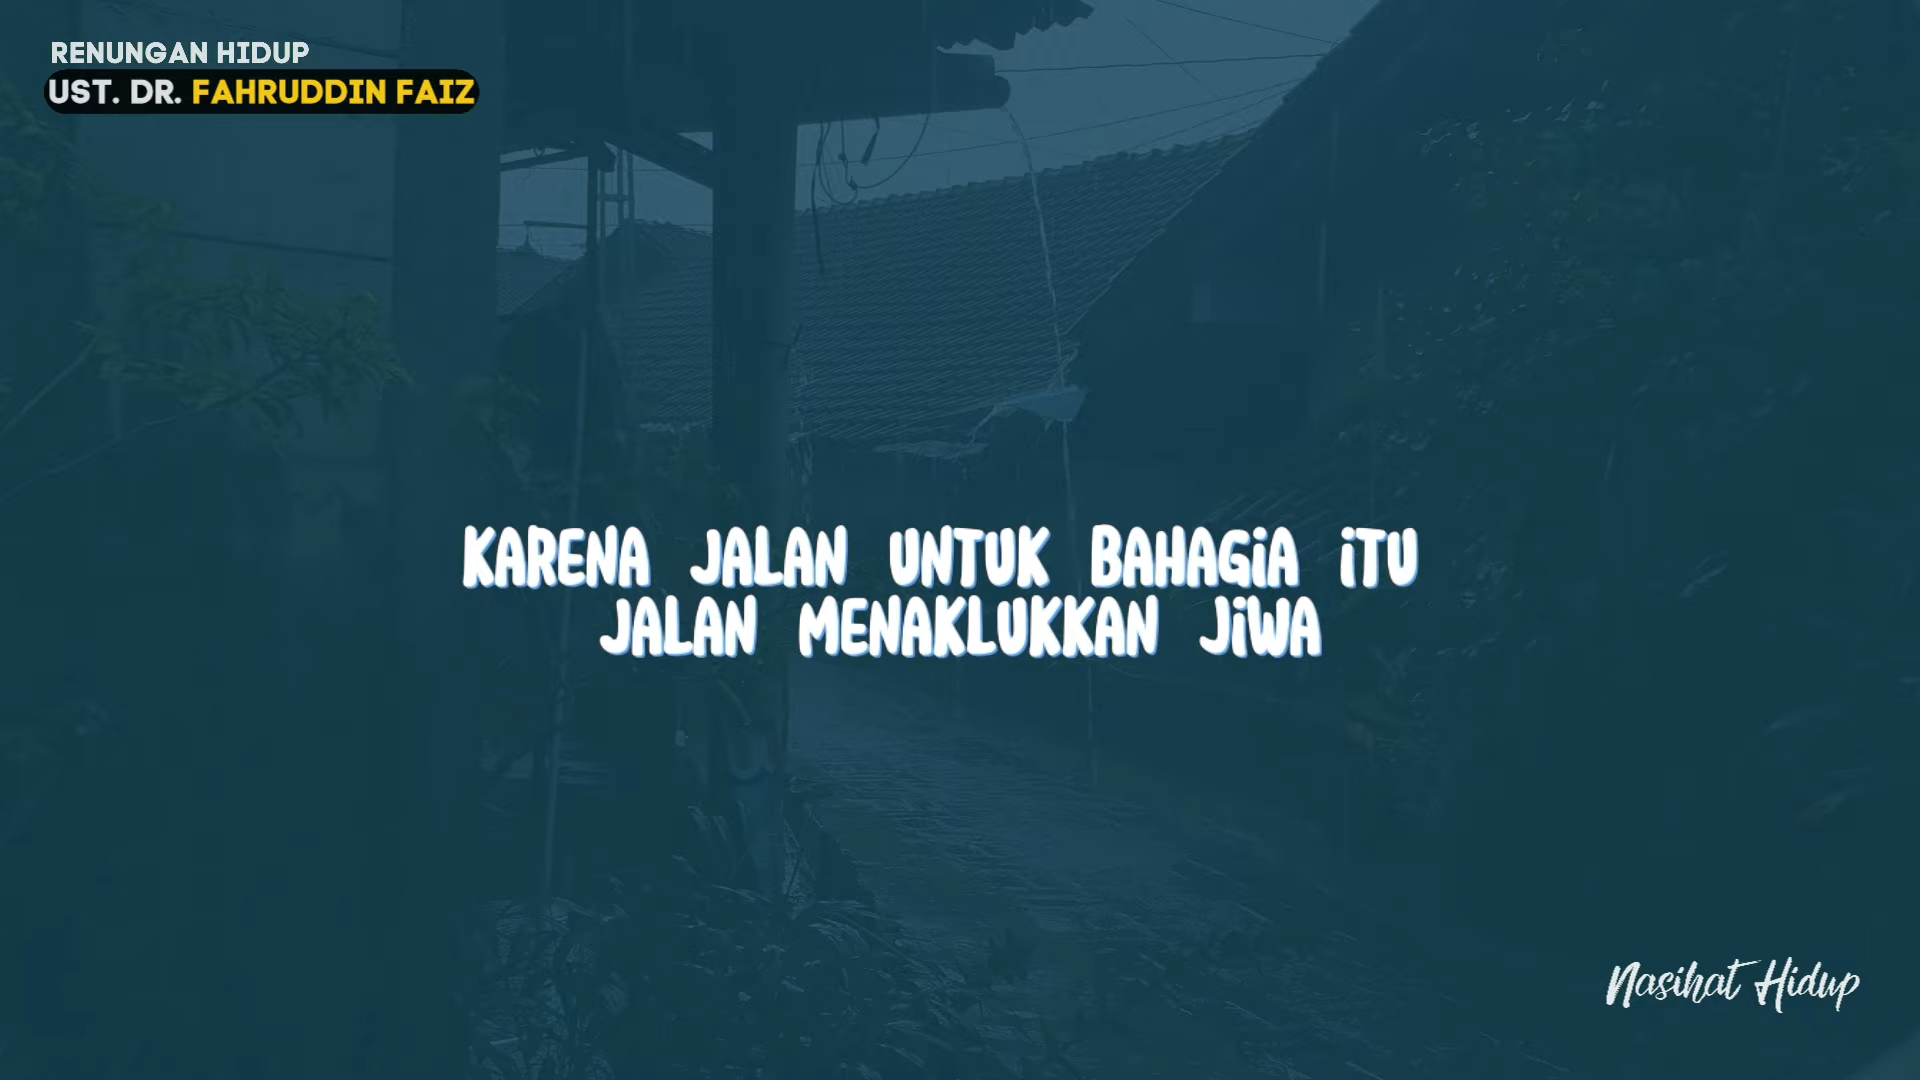 RENUNGAN HIDUP
UST. DR. FAHRUDDIN FAIZ
KARENA JALAN UNTUK BAHAGiA iTU
JALAN MENAKLUKKAN JiWA
Nasihat Hidup